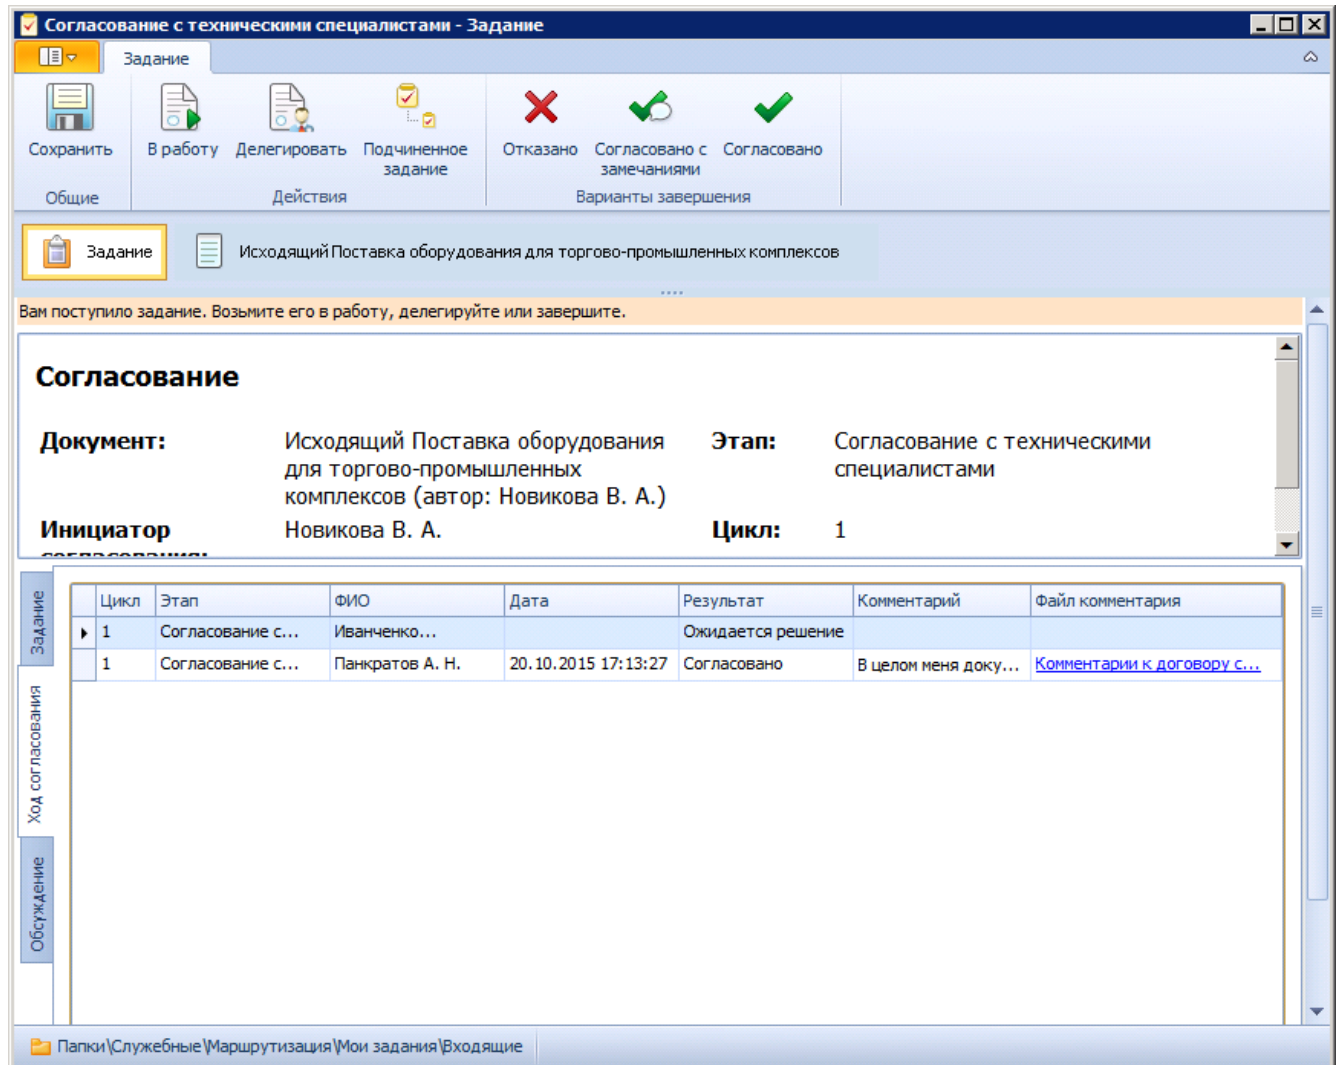 Согласование с техническими специалистами - Задание
Задание
Сохранить
В работу
Делегировать
Подчиненное
задание
Отказано
Согласовано с
замечаниями
Согласовано
Общие
Действия
Варианты завершения
Задание
Исходящий Поставка оборудования для торгово-промышленных комплексов
Вам поступило задание. Возьмите его в работу, делегируйте или завершите.
Согласование
Документ:
Исходящий Поставка оборудования
для торгово-промышленных
комплексов (автор: Новикова В. А.)
Этап:
Согласование с техническими
специалистами
Инициатор
согласования:
Новикова В. А.
Цикл:
1
Задание
Ход согласования
Обсуждение
Цикл Этап ФИО Дата Результат Комментарий Файл комментария
1 Согласование с... Иванченко... Ожидается решение
1 Согласование с... Панкратов А. Н. 20.10.2015 17:13:27 Согласовано В целом меня доку... Комментарии к договору с...
Папки\Служебные\Маршрутизация\Мои задания\Входящие